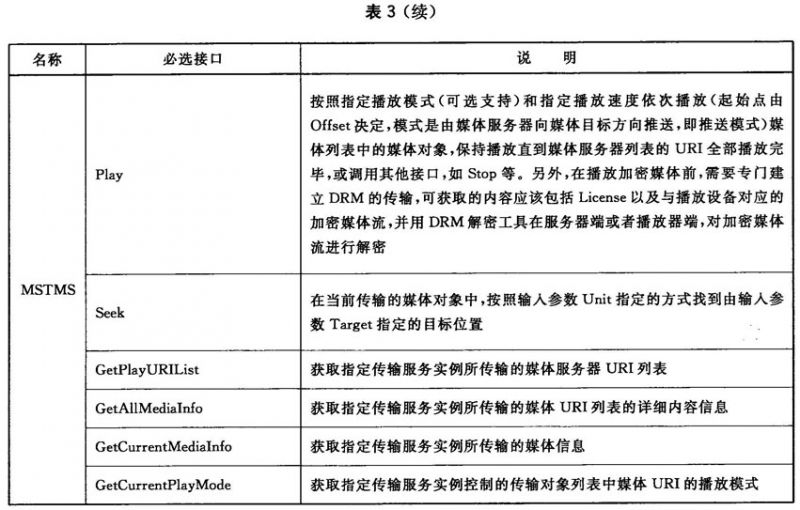 表 3（续）
名称 必选接口 说 明
按照指定播放模式（可选支持）和指定播放速度依次播放（起始点由
Offset 决定，模式是由媒体服务器向媒体目标方向推送，即推送模式）媒
体列表中的媒体对象，保持播放直到媒体服务器列表的 URI 全部播放完
Play 毕，或调用其他接口，如 Stop 等。另外，在播放加密媒体前，需要专门建
立 DRM 的传输，可获取的内容应该包括 License 以及与播放设备对应的
加密媒体流，并用 DRM 解密工具在服务器端或者播放器端，对加密媒体
流进行解密
MSTMS
Seek 在当前传输的媒体对象中，按照输入参数 Unit 指定的方式找到由输入参
数 Target 指定的目标位置
GetPlayURIList 获取指定传输服务实例所传输的媒体服务器 URI 列表
GetAllMediaInfo 获取指定传输服务实例所传输的媒体 URI 列表的详细内容信息
GetCurrentMediaInfo 获取指定传输服务实例所传输的媒体信息
GetCurrentPlayMode 获取指定传输服务实例控制的传输对象列表中媒体 URI 的播放模式